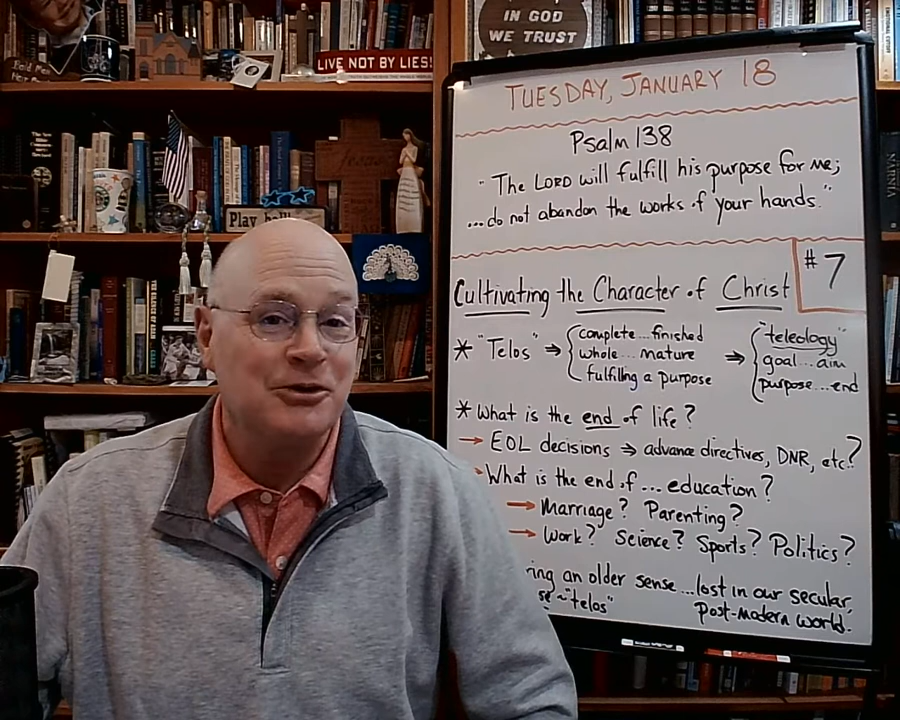 IN GOD
WE TRUST
LIVE NOT BY LIES!
Play ball!
NARNIA
TUESDAY, JANUARY 18
Psalm 138
"The LORD will fulfill his purpose for me;
...do not abandon the works of your hands."
#7
Cultivating the Character of Christ
* "Telos" ⇒ { complete...finished
whole...mature
fulfilling a purpose
⇒ { "teleology"
goal...aim
purpose...end
* What is the end of life?
→ EOL decisions ⇒ advance directives, DNR, etc?
→ What is the end of... education?
→ Marriage? Parenting?
→ Work? Science? Sports? Politics?
ring an older sense...lost in our secular,
"telos" post-modern world.